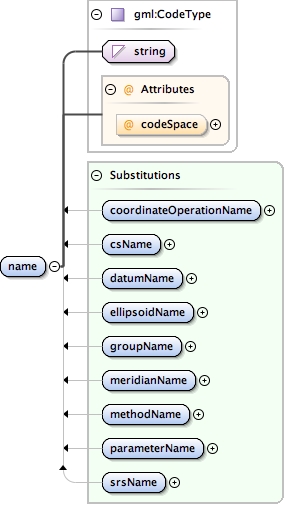 gml:CodeType
string
@ Attributes
@ codeSpace
Substitutions
coordinateOperationName
csName
name
datumName
ellipsoidName
groupName
meridianName
methodName
parameterName
srsName